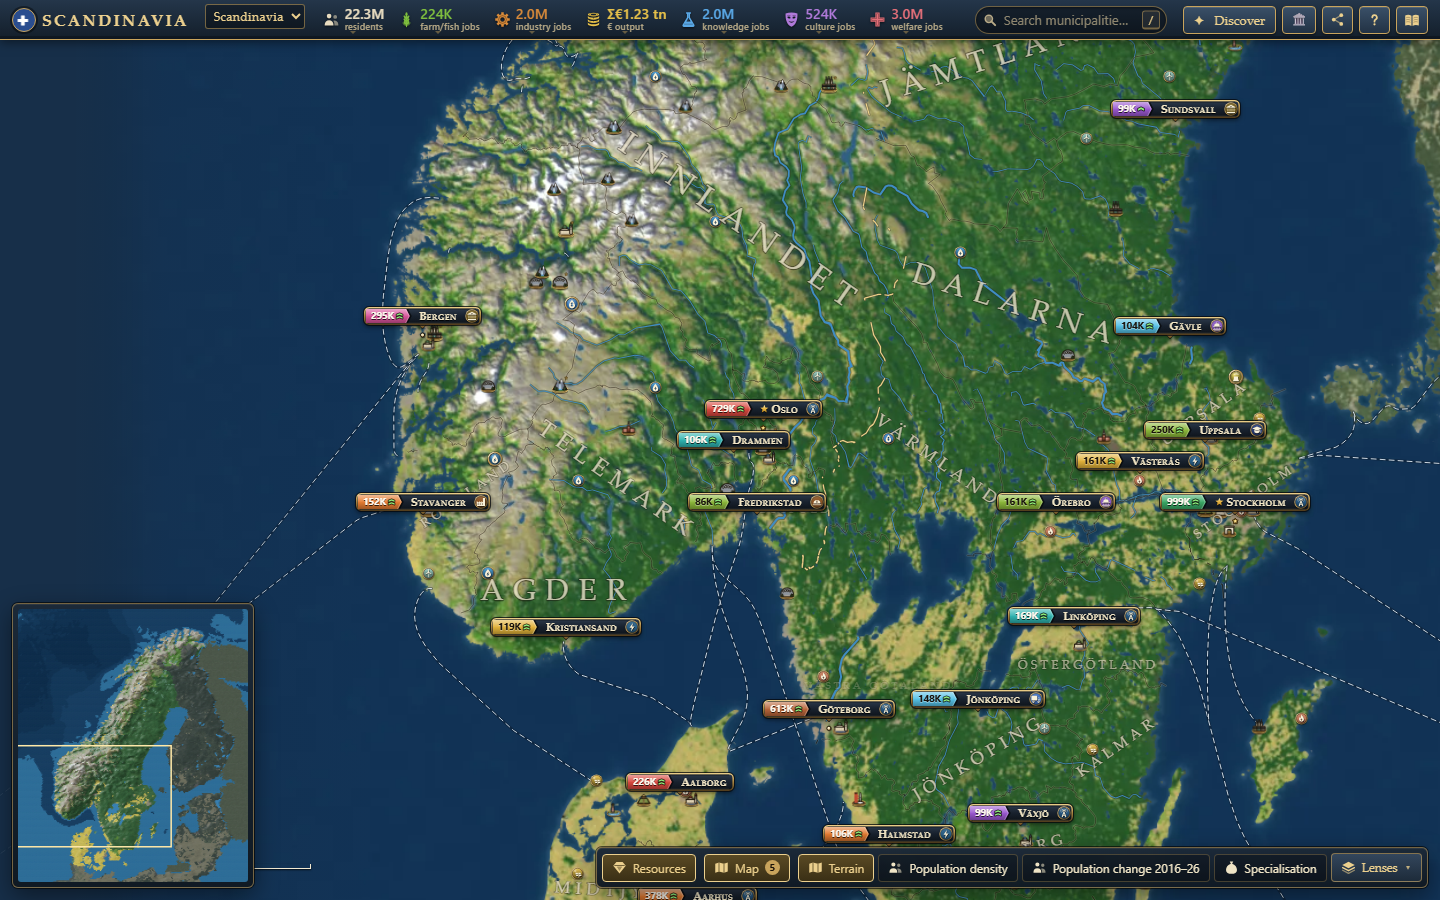 SCANDINAVIA
Scandinavia
22.3M
residents
224K
farm/fish jobs
2.0M
industry jobs
Σ€1.23 tn
€ output
2.0M
knowledge jobs
524K
culture jobs
3.0M
welfare jobs
Search municipalitie...
/
Discover
?
JÄMTLAN
99K SUNDSVALL
INNLANDET
DALARNA
295K BERGEN
104K GÄVLE
729K OSLO
106K DRAMMEN
UPPSALA
250K UPPSALA
161K VÄSTERÅS
VÄRMLAND
TELEMARK
152K STAVANGER
86K FREDRIKSTAD
161K ÖREBRO
999K STOCKHOLM
AGDER
119K KRISTIANSAND
169K LINKÖPING
ÖSTERGÖTLAND
148K JÖNKÖPING
613K GÖTEBORG
JÖNKÖPING
KALMAR
226K AALBORG
99K VÄXJÖ
106K HALMSTAD
Resources
Map 5
Terrain
Population density
Population change 2016–26
Specialisation
Lenses
378K AARHUS